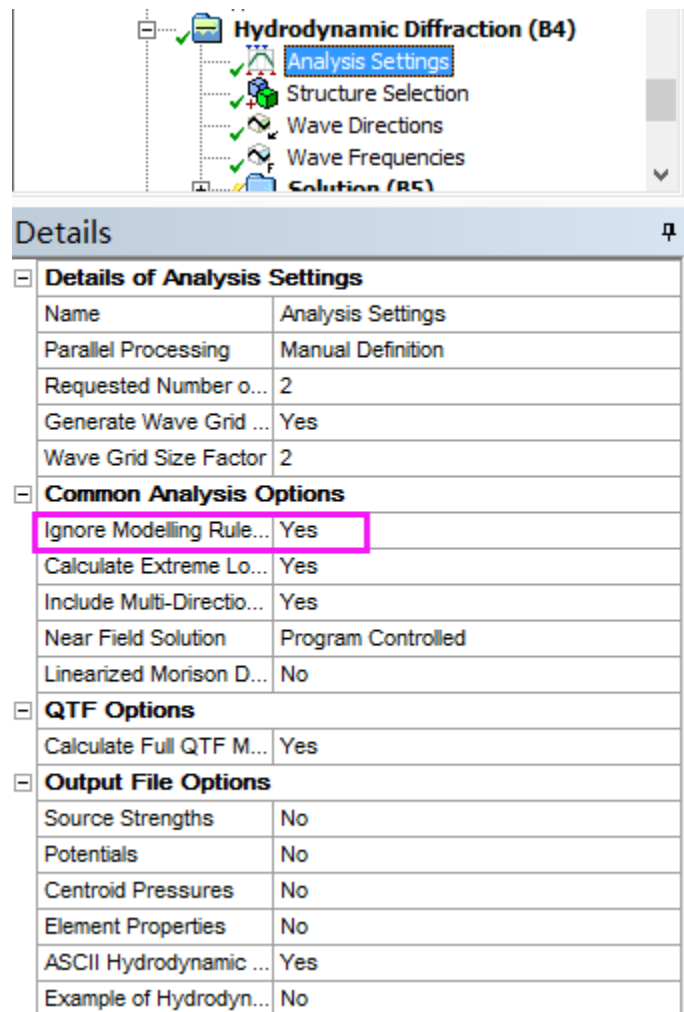 Hydrodynamic Diffraction (B4)
Analysis Settings
Structure Selection
Wave Directions
Wave Frequencies
Solution (B5)
Details
Details of Analysis Settings
Name Analysis Settings
Parallel Processing Manual Definition
Requested Number o... 2
Generate Wave Grid ... Yes
Wave Grid Size Factor 2
Common Analysis Options
Ignore Modelling Rule... Yes
Calculate Extreme Lo... Yes
Include Multi-Directio... Yes
Near Field Solution Program Controlled
Linearized Morison D... No
QTF Options
Calculate Full QTF M... Yes
Output File Options
Source Strengths No
Potentials No
Centroid Pressures No
Element Properties No
ASCII Hydrodynamic ... Yes
Example of Hydrodyn... No